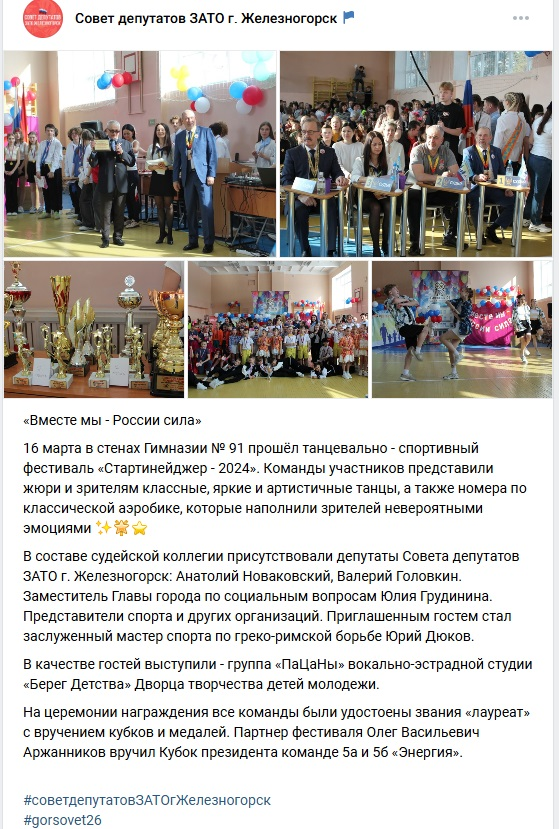 СОВЕТ ДЕПУТАТОВ
ЗАТО ЖЕЛЕЗНОГОРСК
Совет депутатов ЗАТО г. Железногорск
«Вместе мы - России сила»
16 марта в стенах Гимназии № 91 прошёл танцевально - спортивный
фестиваль «Стартинейджер - 2024». Команды участников представили
жюри и зрителям классные, яркие и артистичные танцы, а также номера по
классической аэробике, которые наполнили зрителей невероятными
эмоциями ✨💥⭐
В составе судейской коллегии присутствовали депутаты Совета депутатов
ЗАТО г. Железногорск: Анатолий Новаковский, Валерий Головкин.
Заместитель Главы города по социальным вопросам Юлия Грудинина.
Представители спорта и других организаций. Приглашенным гостем стал
заслуженный мастер спорта по греко-римской борьбе Юрий Дюков.
В качестве гостей выступили - группа «ПаЦаНы» вокально-эстрадной студии
«Берег Детства» Дворца творчества детей молодежи.
На церемонии награждения все команды были удостоены звания «лауреат»
с вручением кубков и медалей. Партнер фестиваля Олег Васильевич
Аржанников вручил Кубок президента команде 5а и 5б «Энергия».
#советдепутатовЗАТОгЖелезногорск
#gorsovet26